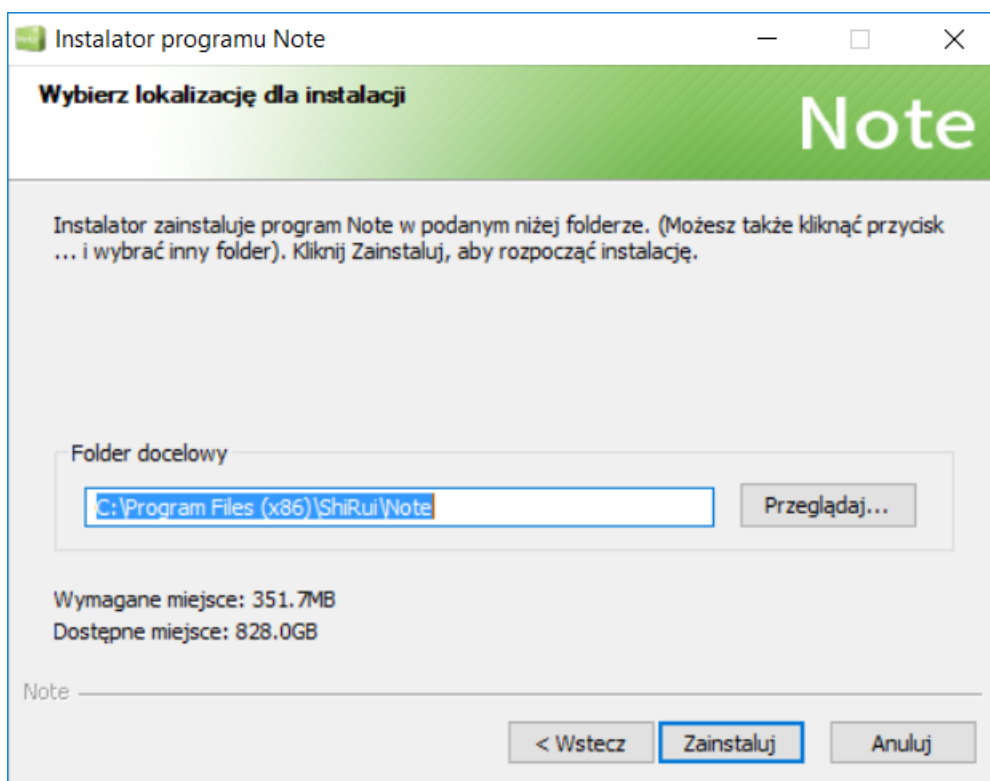 Instalator programu Note
Wybierz lokalizację dla instalacji
Note
Instalator zainstaluje program Note w podanym niżej folderze. (Możesz także kliknąć przycisk
... i wybrać inny folder). Kliknij Zainstaluj, aby rozpocząć instalację.
Folder docelowy
C:\Program Files (x86)\ShiRui\Note
Przeglądaj...
Wymagane miejsce: 351.7MB
Dostępne miejsce: 828.0GB
Note
< Wstecz
Zainstaluj
Anuluj